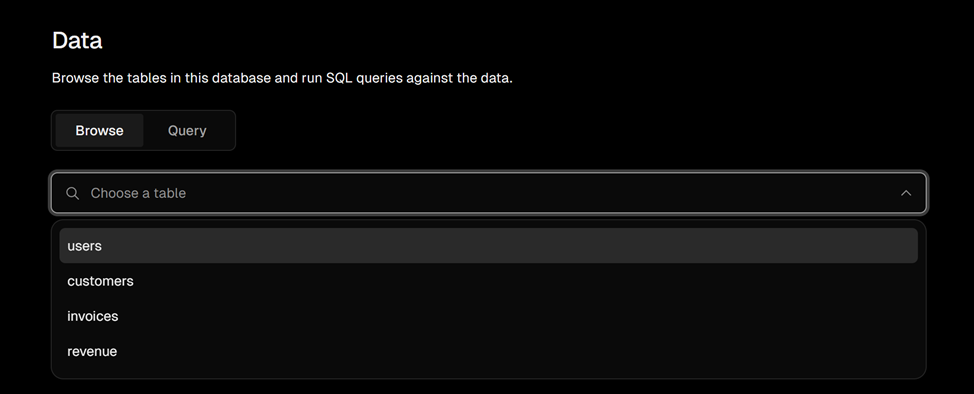 Data
Browse the tables in this database and run SQL queries against the data.
Browse Query
Choose a table
users
customers
invoices
revenue